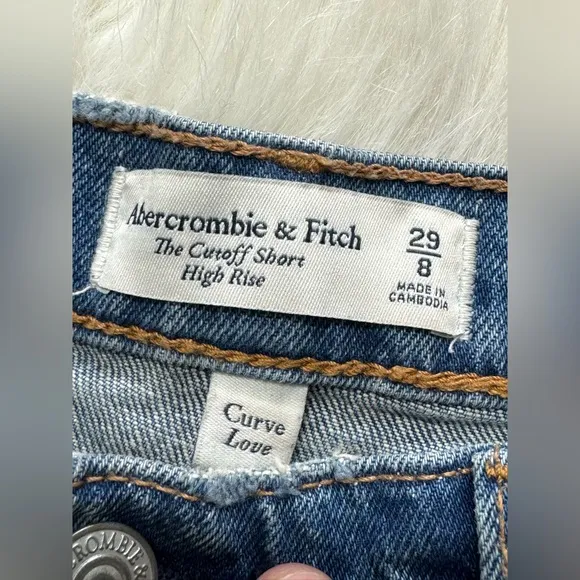 Abercrombie & Fitch
The Cutoff Short
High Rise
29
8
MADE IN
CAMBODIA
Curve
Love